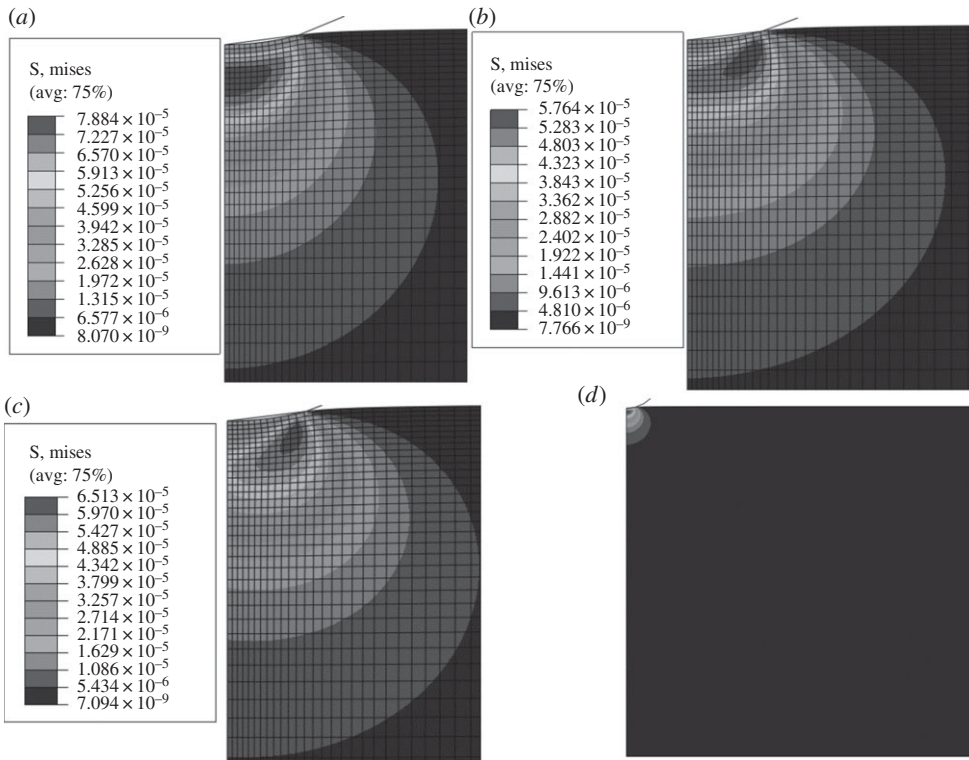 (a)
S, mises
(avg: 75%)
7.884 × 10⁻⁵
7.227 × 10⁻⁵
6.570 × 10⁻⁵
5.913 × 10⁻⁵
5.256 × 10⁻⁵
4.599 × 10⁻⁵
3.942 × 10⁻⁵
3.285 × 10⁻⁵
2.628 × 10⁻⁵
1.972 × 10⁻⁵
1.315 × 10⁻⁵
6.577 × 10⁻⁶
8.070 × 10⁻⁹
(b)
S, mises
(avg: 75%)
5.764 × 10⁻⁵
5.283 × 10⁻⁵
4.803 × 10⁻⁵
4.323 × 10⁻⁵
3.843 × 10⁻⁵
3.362 × 10⁻⁵
2.882 × 10⁻⁵
2.402 × 10⁻⁵
1.922 × 10⁻⁵
1.441 × 10⁻⁵
9.613 × 10⁻⁶
4.810 × 10⁻⁶
7.766 × 10⁻⁹
(c)
S, mises
(avg: 75%)
6.513 × 10⁻⁵
5.970 × 10⁻⁵
5.427 × 10⁻⁵
4.885 × 10⁻⁵
4.342 × 10⁻⁵
3.799 × 10⁻⁵
3.257 × 10⁻⁵
2.714 × 10⁻⁵
2.171 × 10⁻⁵
1.629 × 10⁻⁵
1.086 × 10⁻⁵
5.434 × 10⁻⁶
7.094 × 10⁻⁹
(d)